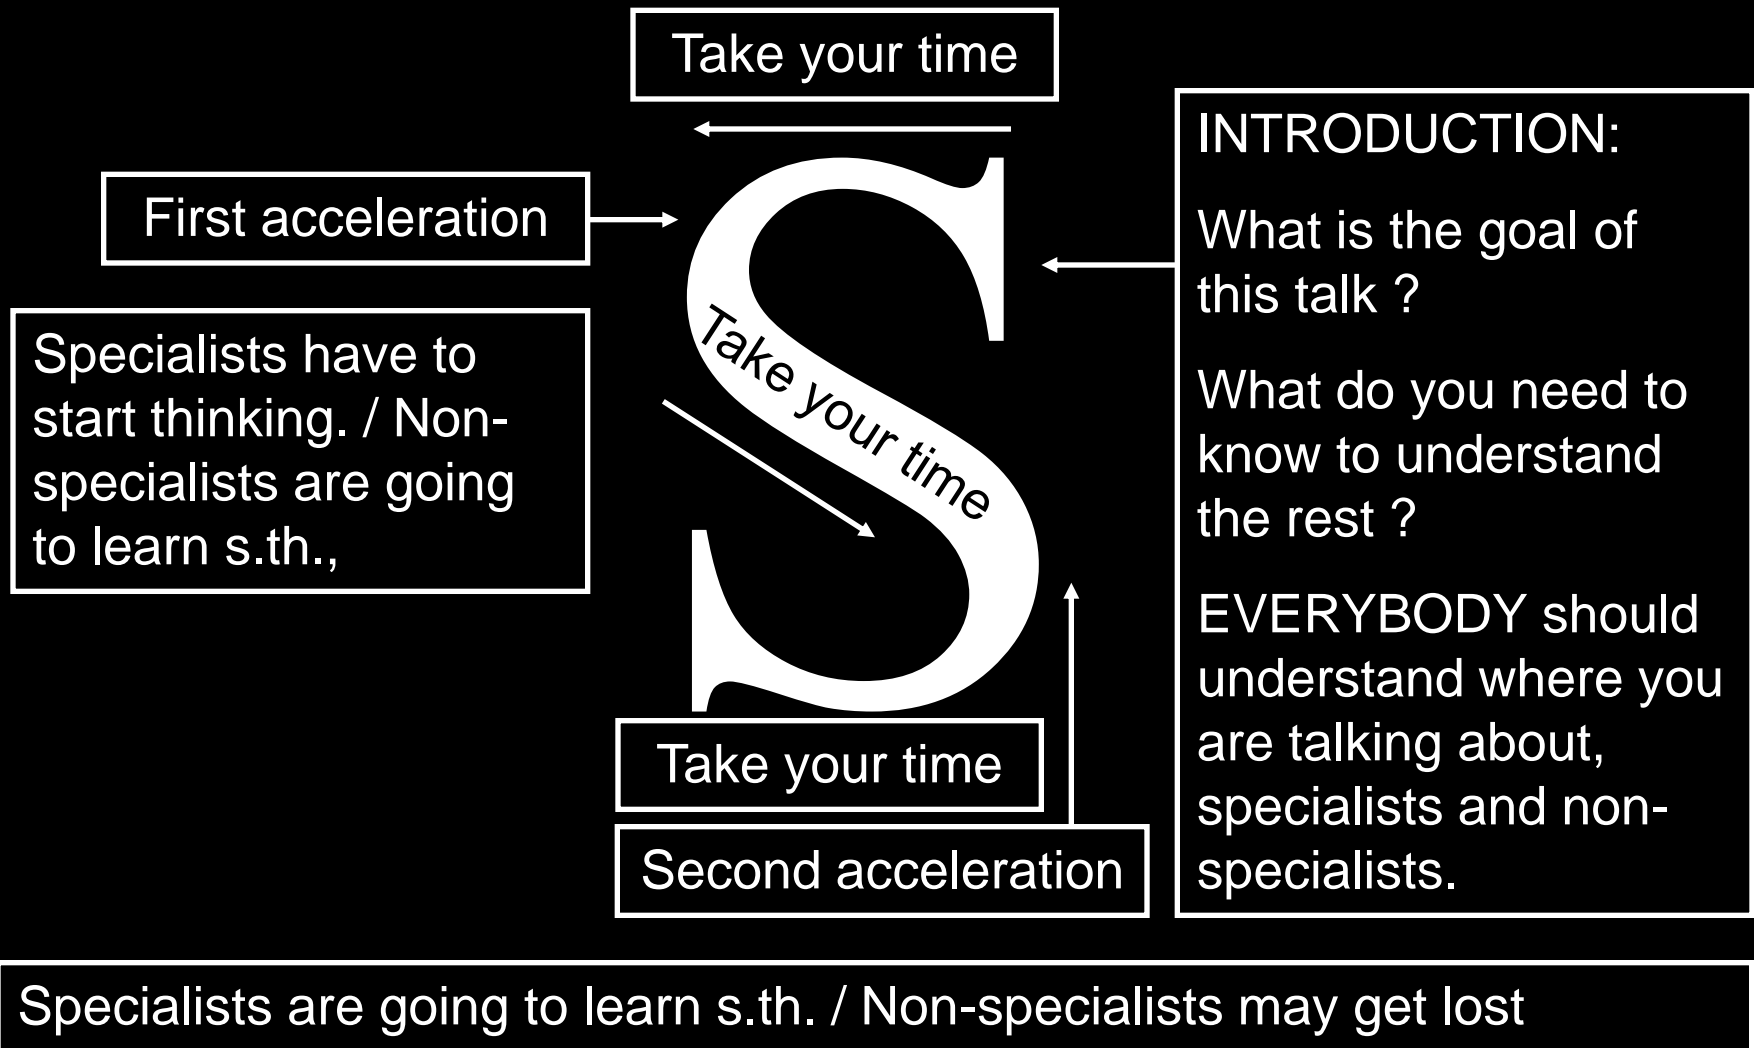 Take your time
INTRODUCTION:
What is the goal of
this talk ?
What do you need to
know to understand
the rest ?
EVERYBODY should
understand where you
are talking about,
specialists and non-
specialists.
First acceleration
Specialists have to
start thinking. / Non-
specialists are going
to learn s.th.,
S
Take your time
Take your time
Second acceleration
Specialists are going to learn s.th. / Non-specialists may get lost